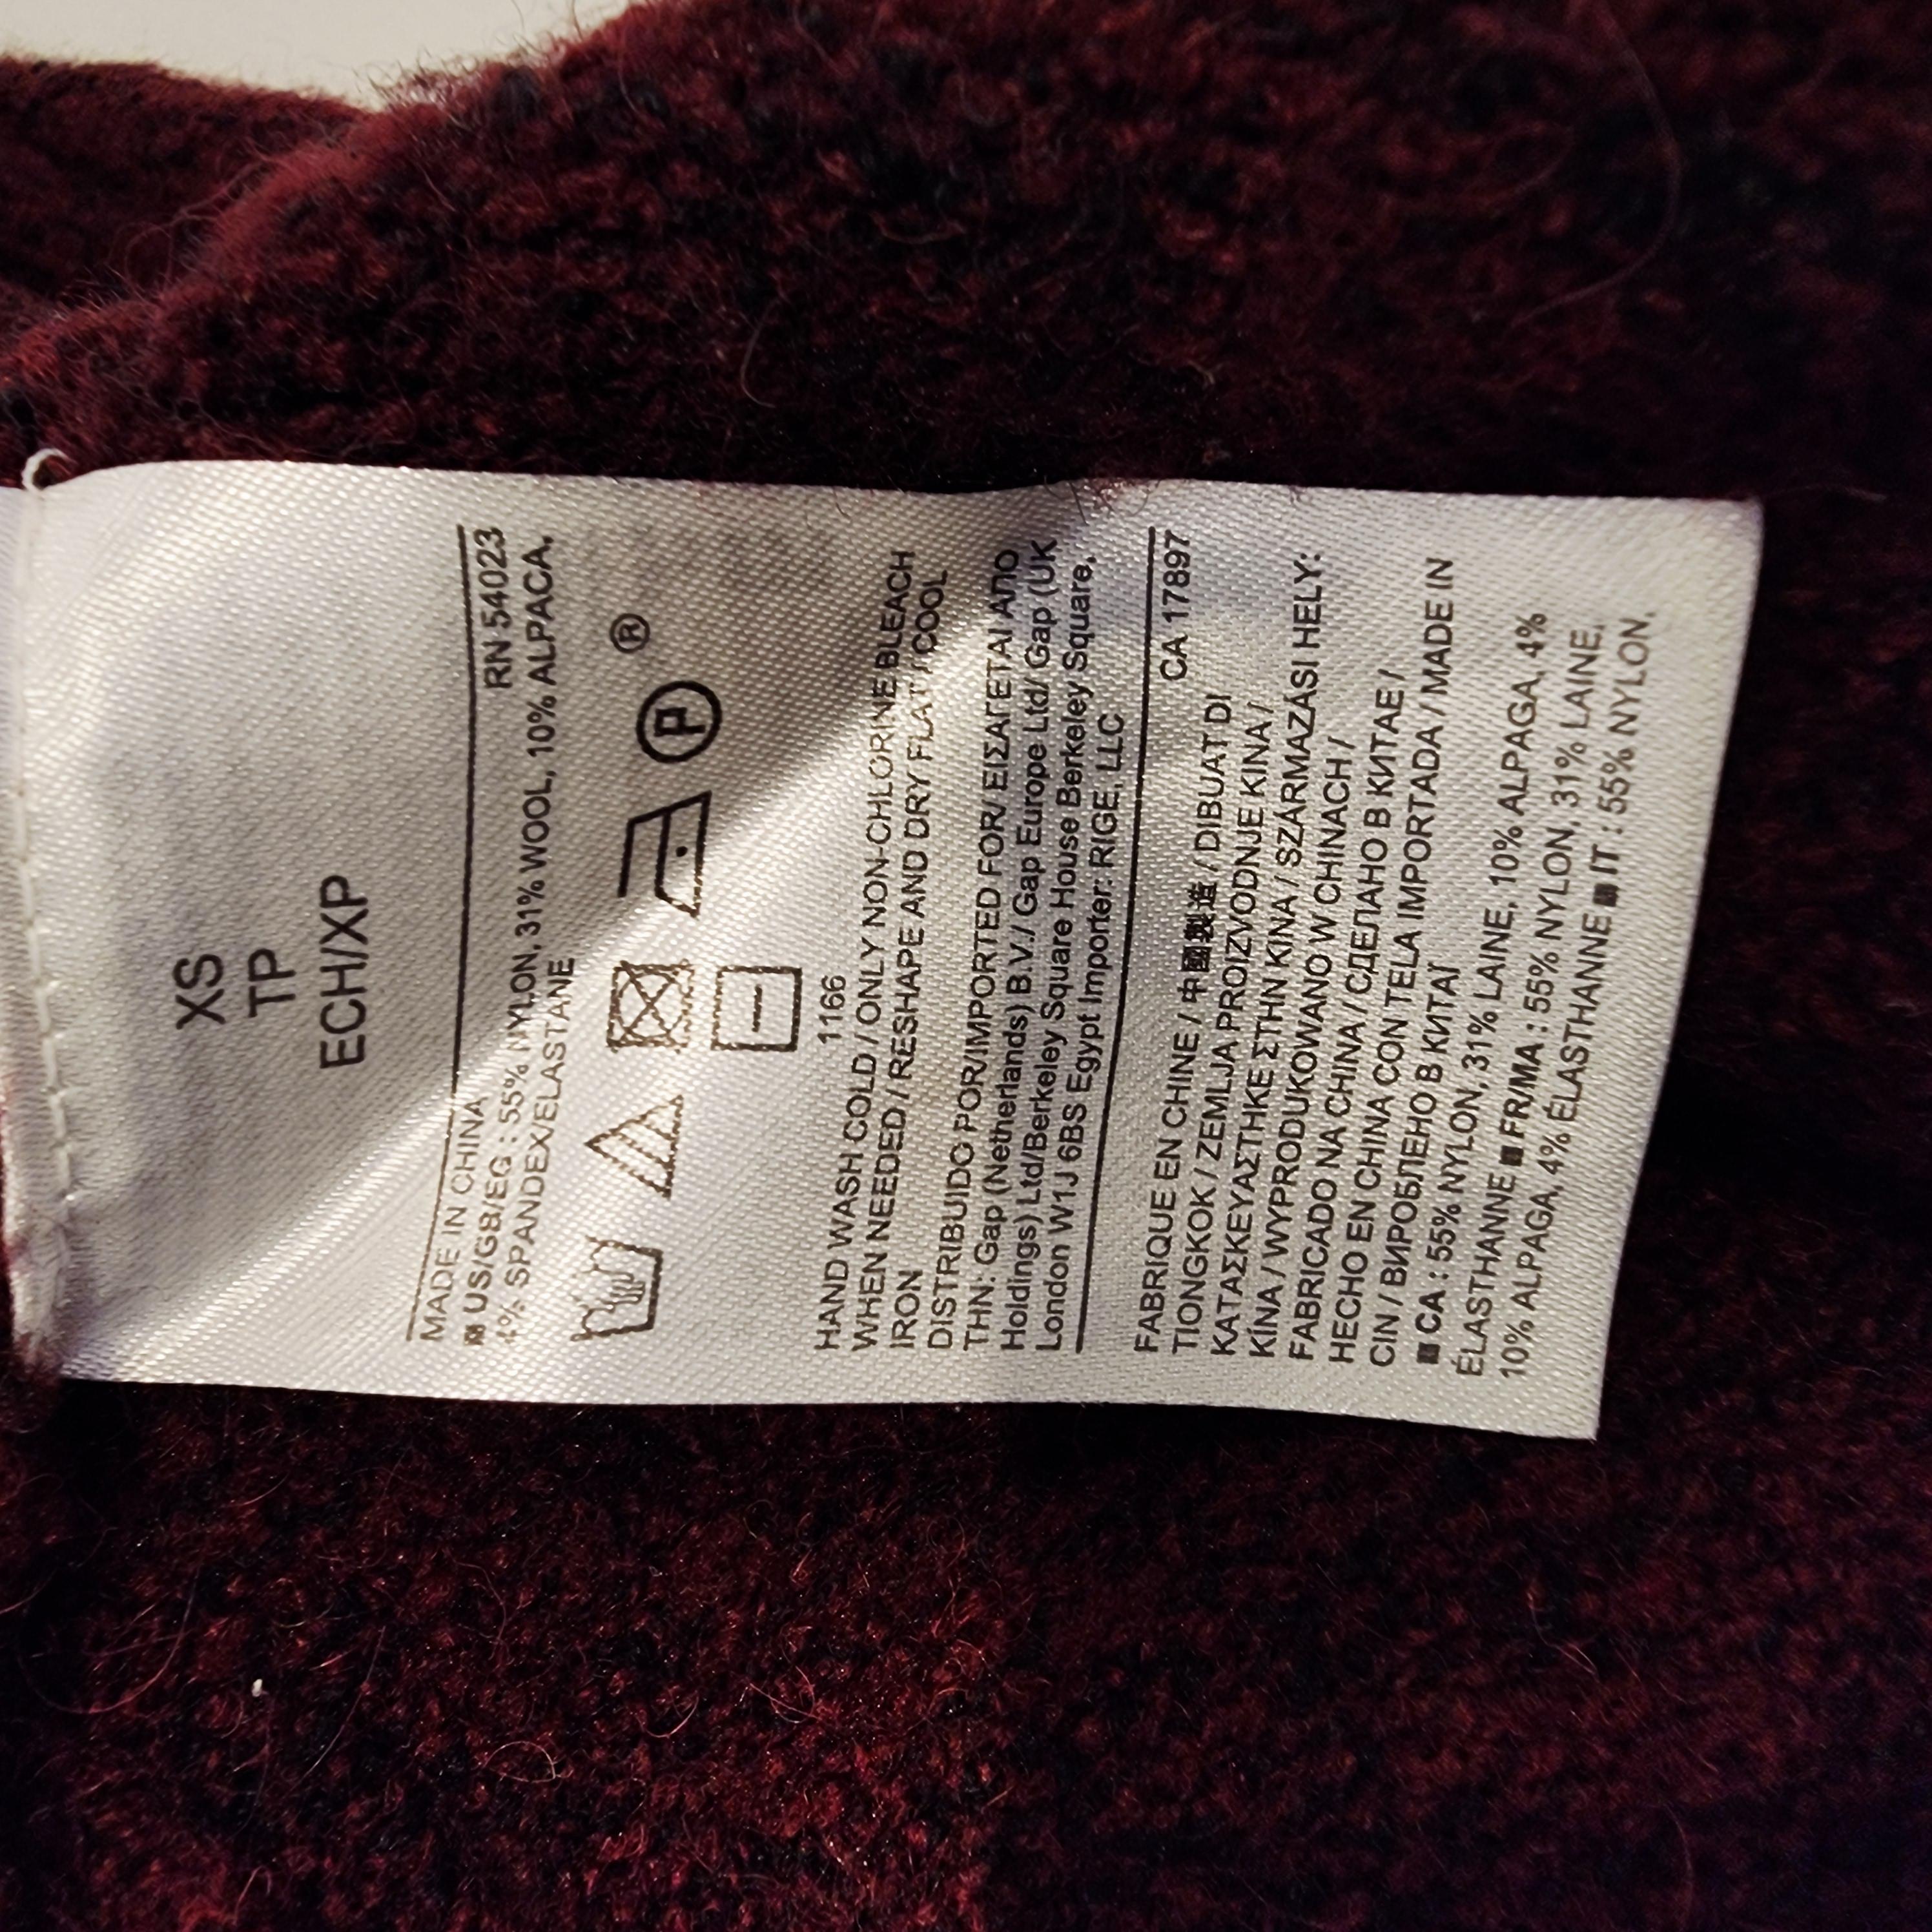 XS
TP
ECH/XP
MADE IN CHINA RN 54023
■ US/GB/EG : 55% NYLON, 31% WOOL, 10% ALPACA,
4% SPANDEX/ELASTANE
®
P
1166
HAND WASH COLD / ONLY NON-CHLORINE BLEACH
WHEN NEEDED / RESHAPE AND DRY FLAT / COOL
IRON
DISTRIBUIDO POR/IMPORTED FOR/ ΕΙΣΑΓΕΤΑΙ ΑΠΟ
ΤΗΝ: Gap (Netherlands) B.V./ Gap Europe Ltd/ Gap (UK
Holdings) Ltd/Berkeley Square House Berkeley Square,
London W1J 6BS Egypt Importer: RIGE, LLC
CA 17897
FABRIQUE EN CHINE / 中國製造 / DIBUAT DI
TIONGKOK / ZEMLJA PROIZVODNJE KINA /
ΚΑΤΑΣΚΕΥΑΣΤΗΚΕ ΣΤΗΝ ΚΙΝΑ / SZÁRMAZÁSI HELY:
KÍNA / WYPRODUKOWANO W CHINACH /
FABRICADO NA CHINA / СДЕЛАНО В КИТАЕ /
HECHO EN CHINA CON TELA IMPORTADA / MADE IN
CIN / ВИРОБЛЕНО В КИТАЇ
■ CA : 55% NYLON, 31% LAINE, 10% ALPAGA, 4%
ÉLASTHANNE ■ FR/MA : 55% NYLON, 31% LAINE,
10% ALPAGA, 4% ÉLASTHANNE ■ IT : 55% NYLON,